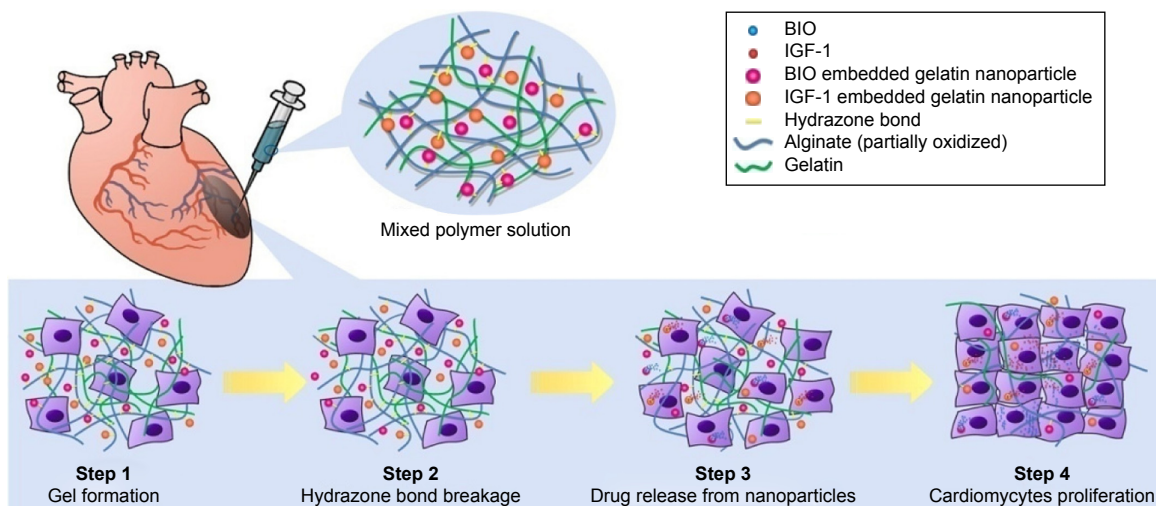 BIO
IGF-1
BIO embedded gelatin nanoparticle
IGF-1 embedded gelatin nanoparticle
Hydrazone bond
Alginate (partially oxidized)
Gelatin
Mixed polymer solution
Step 1
Gel formation
Step 2
Hydrazone bond breakage
Step 3
Drug release from nanoparticles
Step 4
Cardiomycytes proliferation